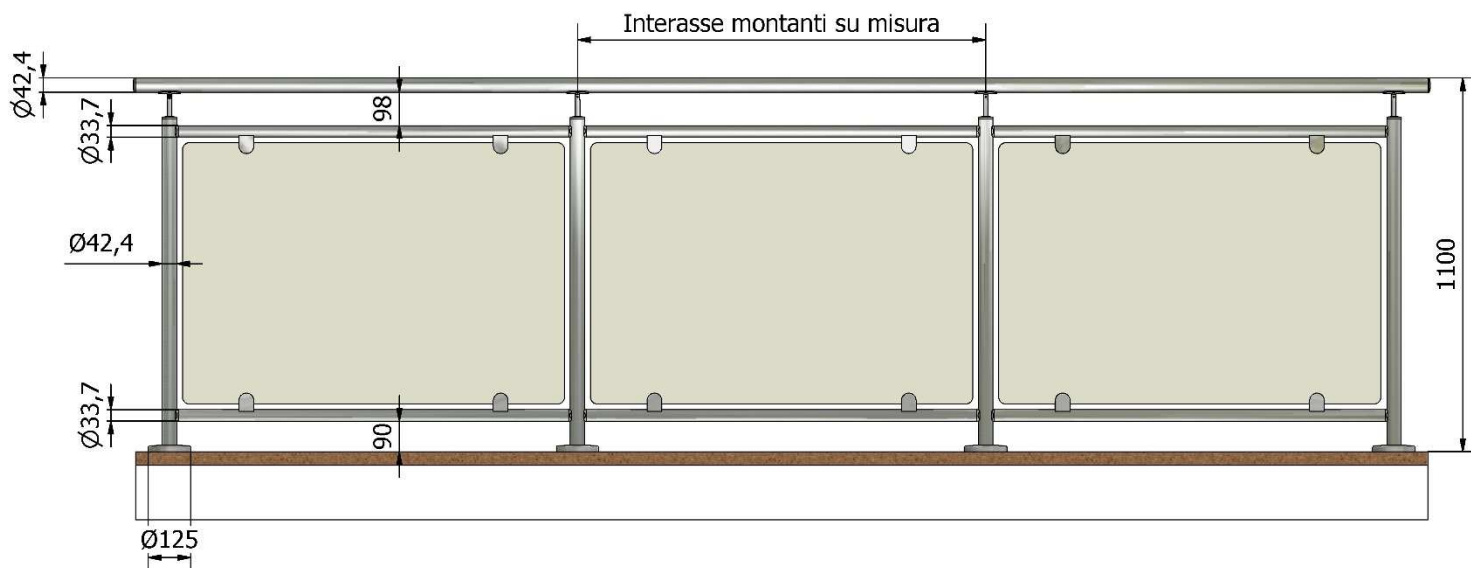 Interasse montanti su misura
Ø42,4
98
Ø33,7
Ø42,4
1100
Ø33,7
90
Ø125